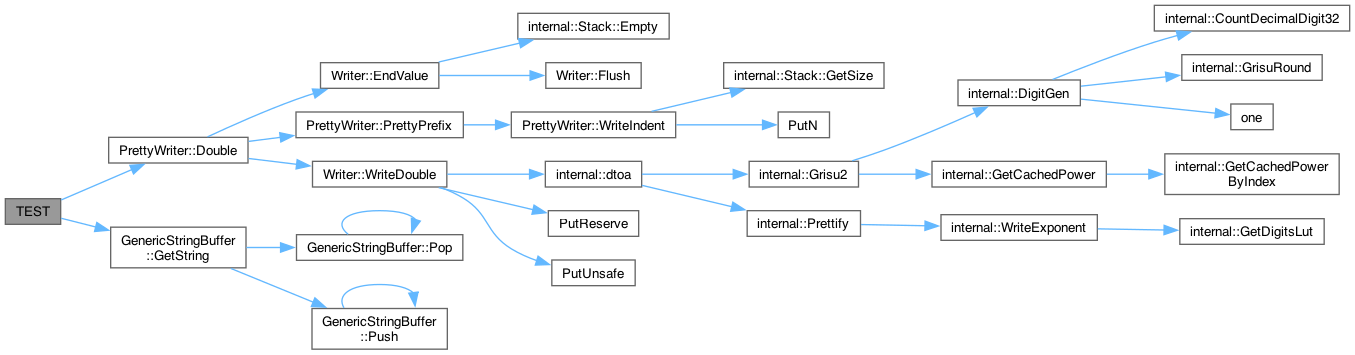 TEST
PrettyWriter::Double
Writer::EndValue
internal::Stack::Empty
Writer::Flush
PrettyWriter::PrettyPrefix
PrettyWriter::WriteIndent
internal::Stack::GetSize
PutN
Writer::WriteDouble
internal::dtoa
internal::Grisu2
internal::DigitGen
internal::CountDecimalDigit32
internal::GrisuRound
one
internal::GetCachedPower
internal::GetCachedPower
ByIndex
internal::Prettify
internal::WriteExponent
internal::GetDigitsLut
PutReserve
PutUnsafe
GenericStringBuffer
::GetString
GenericStringBuffer::Pop
GenericStringBuffer
::Push